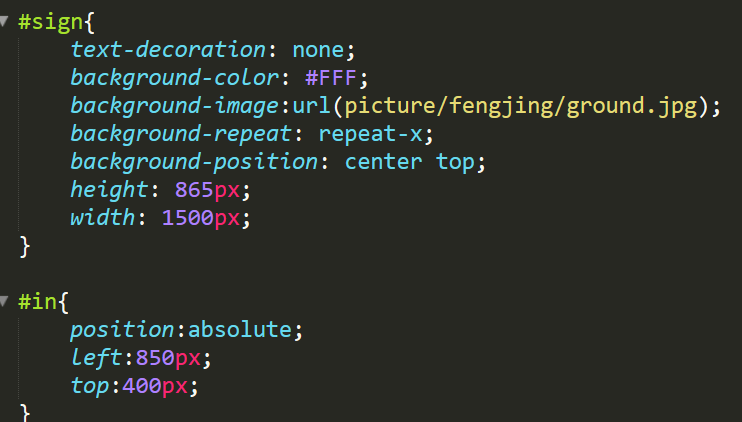 #sign{
text-decoration: none;
background-color: #FFF;
background-image:url(picture/fengjing/ground.jpg);
background-repeat: repeat-x;
background-position: center top;
height: 865px;
width: 1500px;
}
#in{
position:absolute;
left:850px;
top:400px;
}